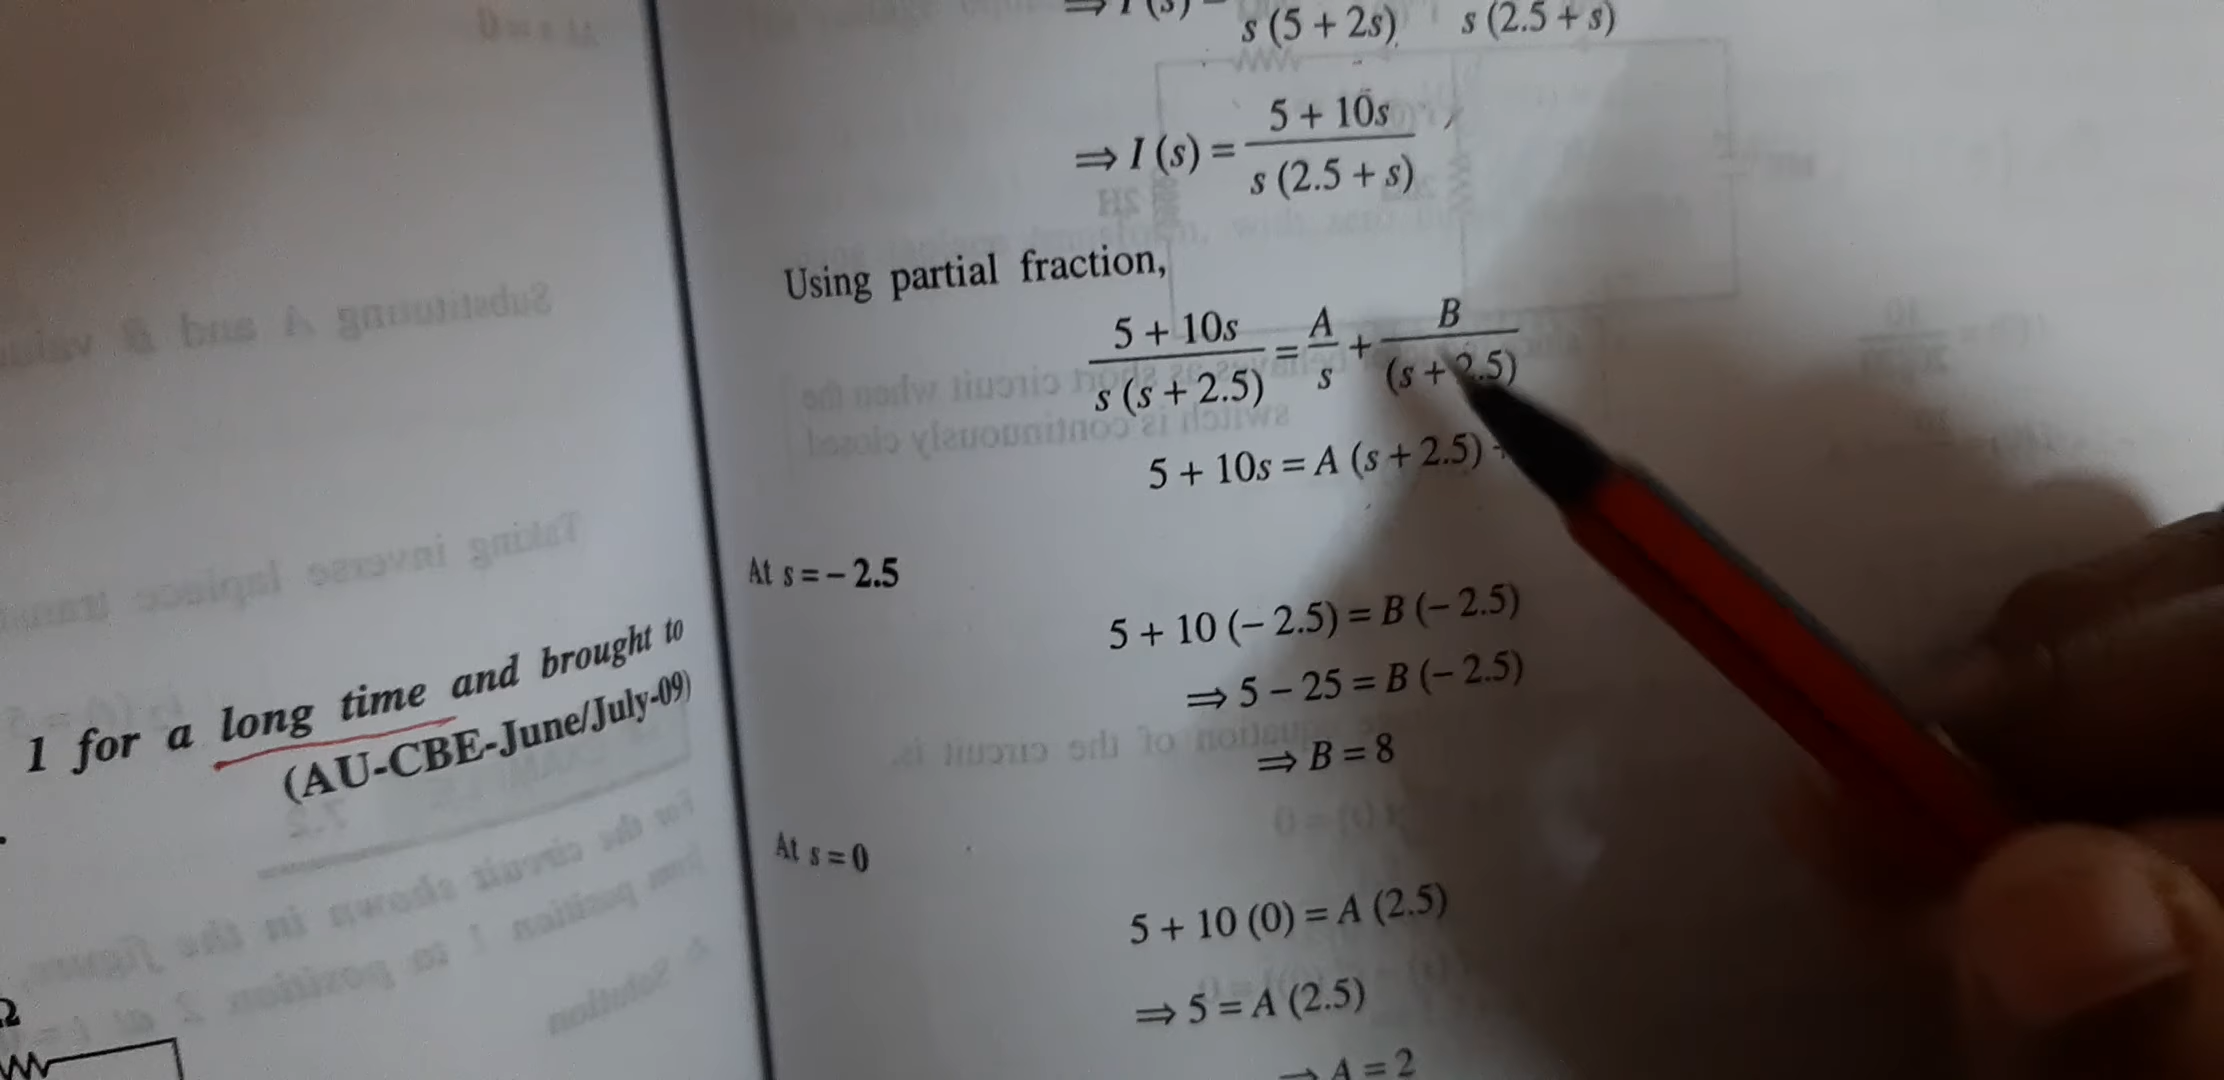 1 for a long time and brought to
(AU-CBE-June/July-09)
s (5 + 2s) s (2.5 + s)
⇒ I (s) = 5 + 10s / s (2.5 + s)
Using partial fraction,
5 + 10s / s (s + 2.5) = A / s + B / (s + 2.5)
5 + 10s = A (s + 2.5)
At s = – 2.5
5 + 10 (– 2.5) = B (– 2.5)
⇒ 5 – 25 = B (– 2.5)
⇒ B = 8
At s = 0
5 + 10 (0) = A (2.5)
⇒ 5 = A (2.5)
⇒ A = 2